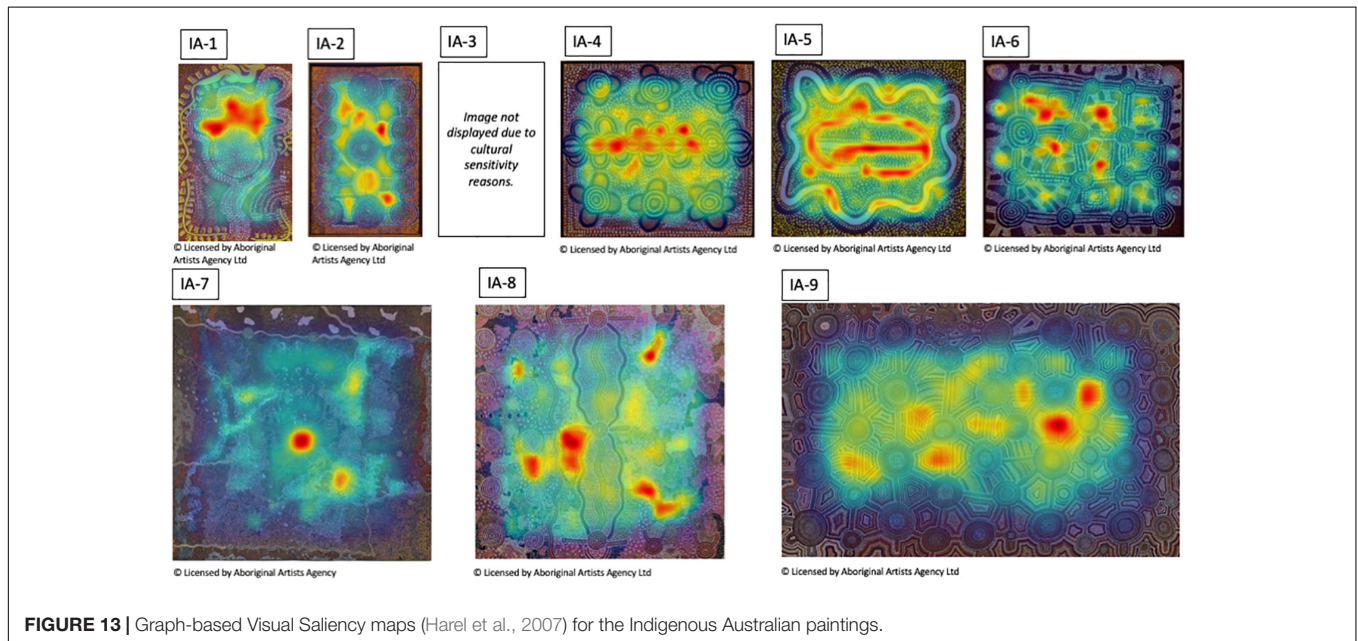 IA-1
IA-2
IA-3
IA-4
IA-5
IA-6
Image not
displayed due to
cultural
sensitivity
reasons.
© Licensed by Aboriginal
Artists Agency Ltd
© Licensed by Aboriginal
Artists Agency Ltd
© Licensed by Aboriginal Artists Agency Ltd
© Licensed by Aboriginal Artists Agency Ltd
© Licensed by Aboriginal Artists Agency Ltd
IA-7
IA-8
IA-9
© Licensed by Aboriginal Artists Agency
© Licensed by Aboriginal Artists Agency Ltd
© Licensed by Aboriginal Artists Agency Ltd
FIGURE 13 | Graph-based Visual Saliency maps (Harel et al., 2007) for the Indigenous Australian paintings.